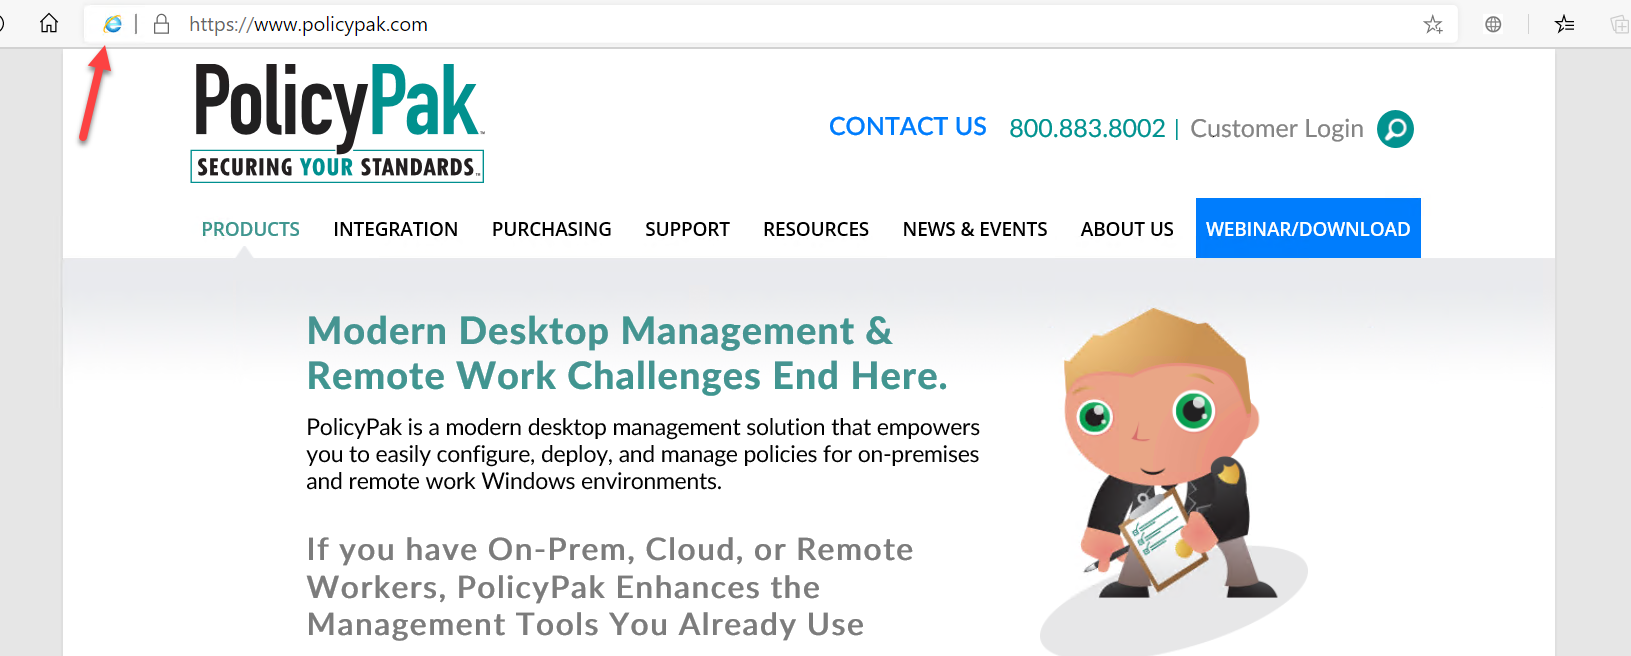 https://www.policypak.com
PolicyPak™
SECURING YOUR STANDARDS™
CONTACT US 800.883.8002 | Customer Login
PRODUCTS INTEGRATION PURCHASING SUPPORT RESOURCES NEWS & EVENTS ABOUT US WEBINAR/DOWNLOAD
Modern Desktop Management &
Remote Work Challenges End Here.
PolicyPak is a modern desktop management solution that empowers
you to easily configure, deploy, and manage policies for on-premises
and remote work Windows environments.
If you have On-Prem, Cloud, or Remote
Workers, PolicyPak Enhances the
Management Tools You Already Use